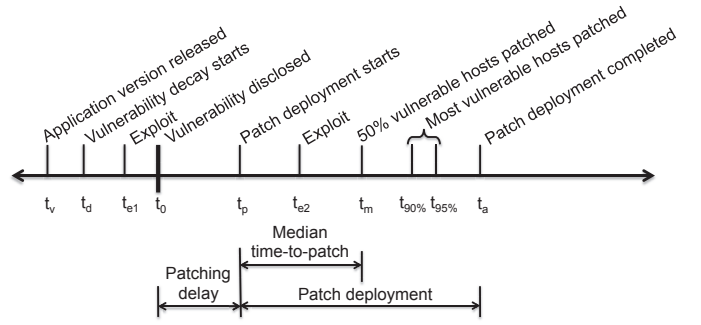 Application version released
Vulnerability decay starts
Exploit
Vulnerability disclosed
Patch deployment starts
Exploit
50% vulnerable hosts patched
Most vulnerable hosts patched
Patch deployment completed
tv td te1 t0 tp te2 tm t90% t95% ta
Median
time-to-patch
Patching
delay
Patch deployment